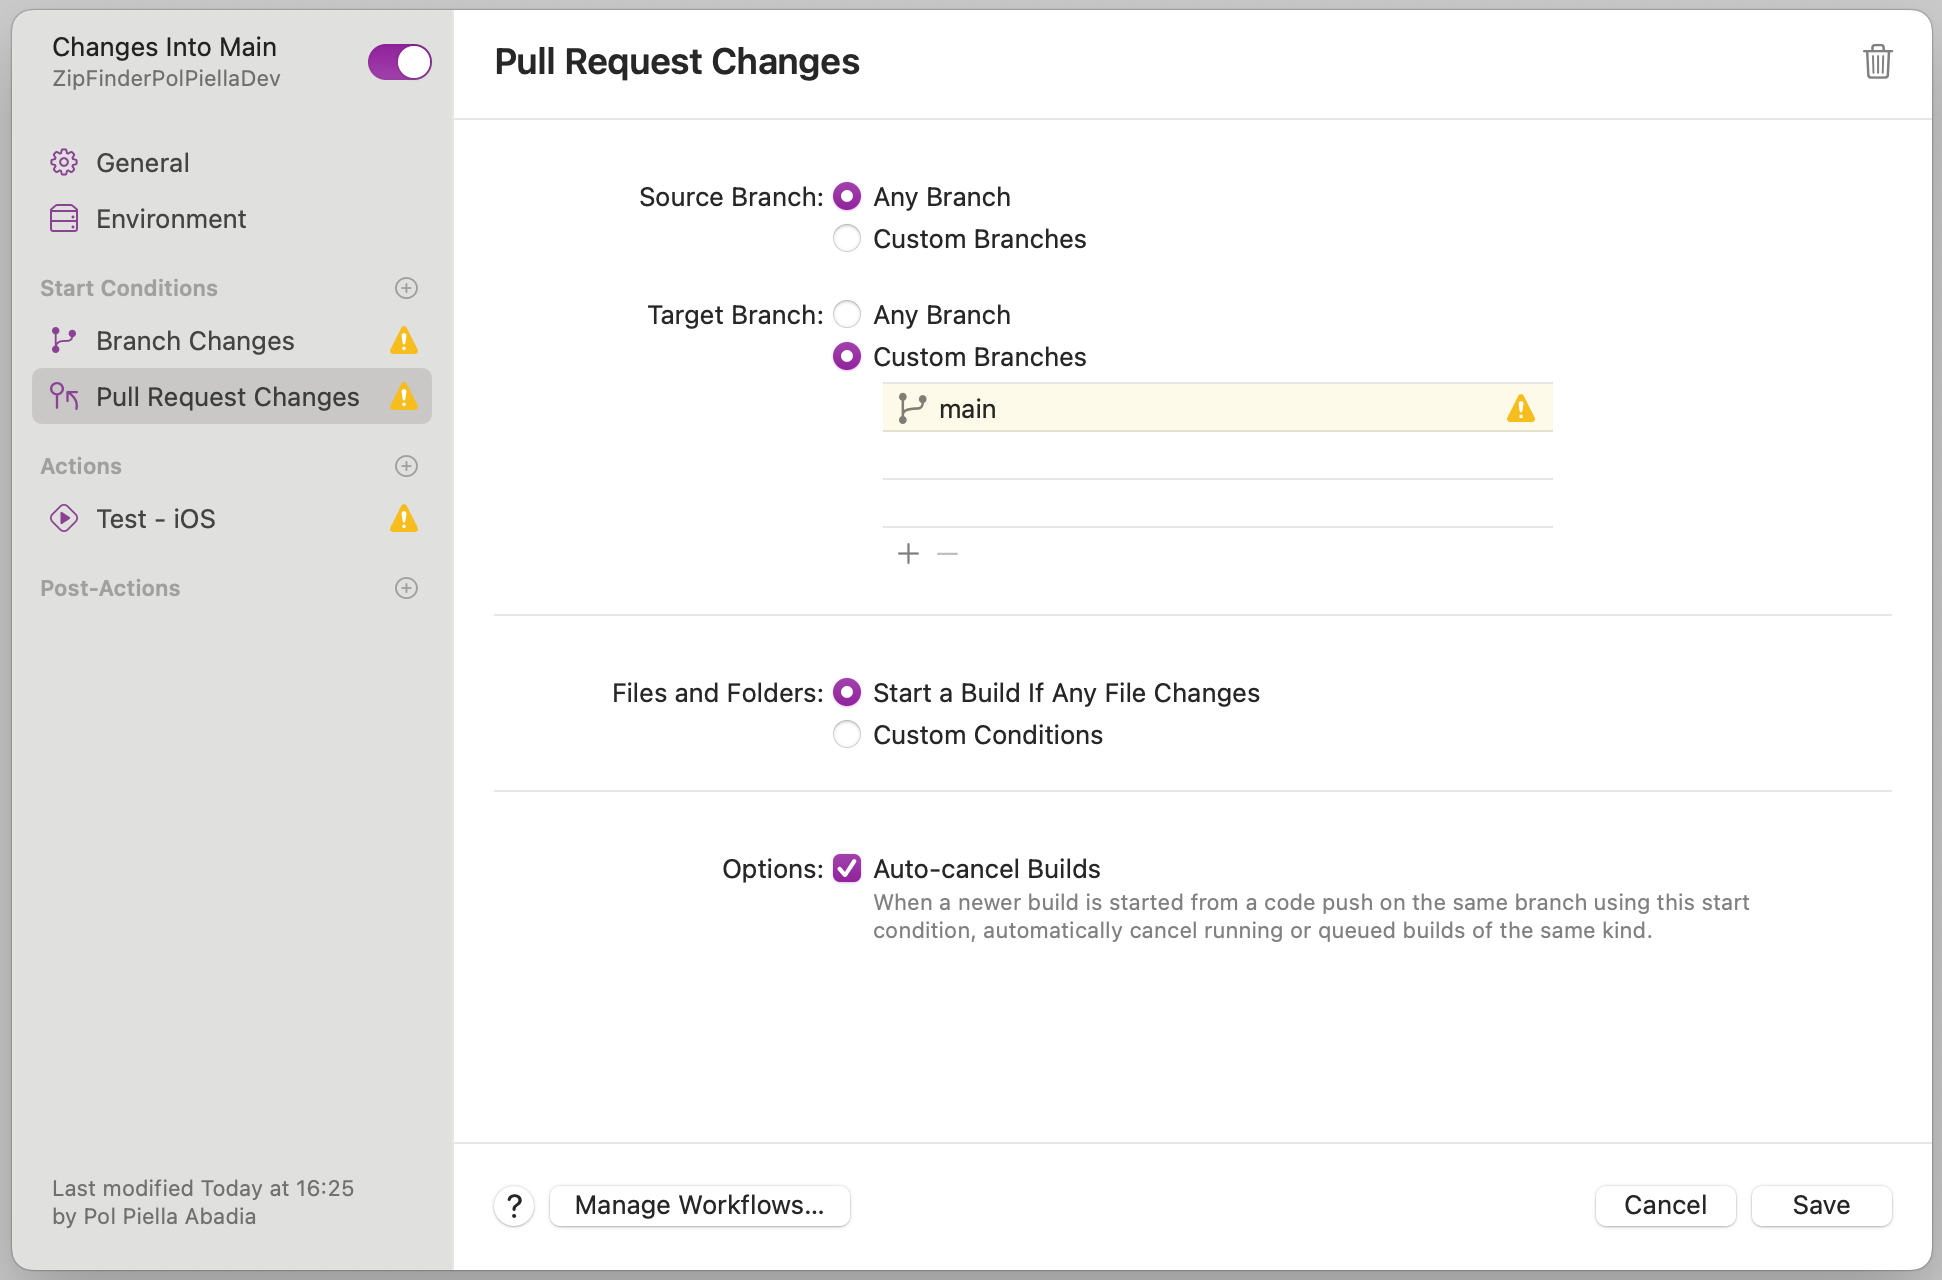 Changes Into Main
ZipFinderPolPiellaDev
General
Environment
Start Conditions
Branch Changes
Pull Request Changes
Actions
Test - iOS
Post-Actions
Last modified Today at 16:25
by Pol Piella Abadia
Pull Request Changes
Source Branch: Any Branch
Custom Branches
Target Branch: Any Branch
Custom Branches
main
Files and Folders: Start a Build If Any File Changes
Custom Conditions
Options: Auto-cancel Builds
When a newer build is started from a code push on the same branch using this start
condition, automatically cancel running or queued builds of the same kind.
? Manage Workflows... Cancel Save